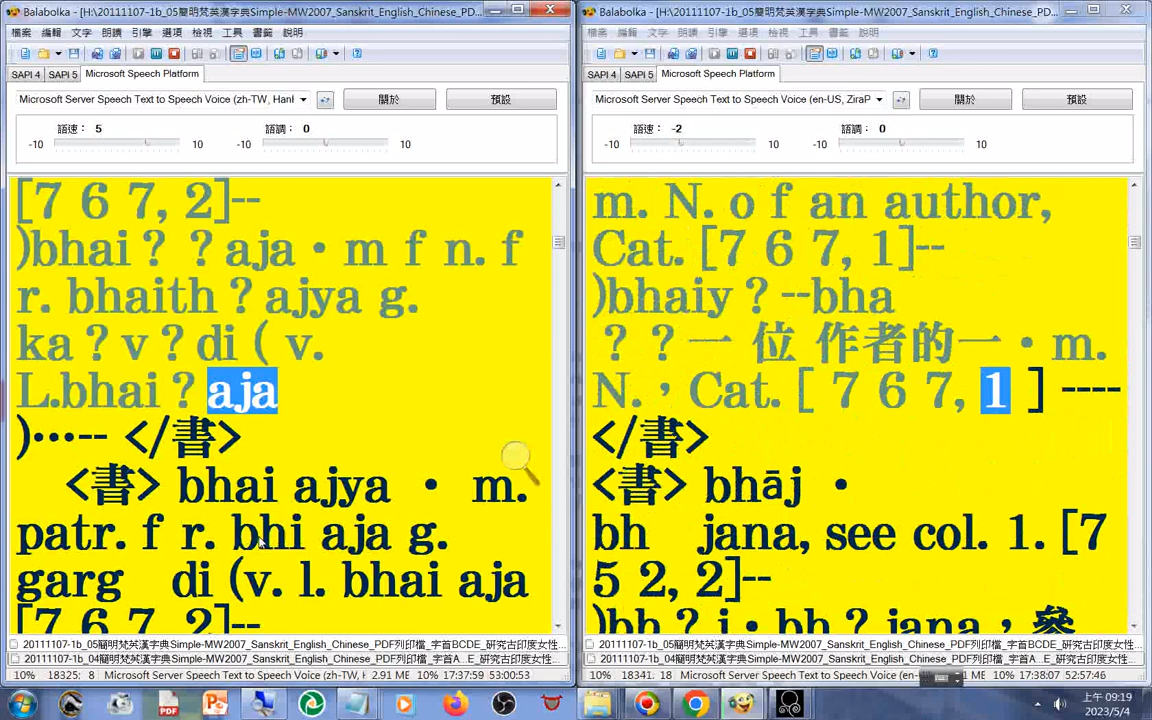 Balabolka - [H:\20111107-1b_05簡明梵英漢字典Simple-MW2007_Sanskrit_English_Chinese_PD...
檔案 編輯 文字 朗讀 引擎 選項 檢視 工具 書籤 說明
SAPI 4 SAPI 5 Microsoft Speech Platform
Microsoft Server Speech Text to Speech Voice (zh-TW, Hanl
關於
預設
語速： 5 語調： 0
-10 10 -10 10
[7 6 7, 2]--
)bhai？？aja•m f n. f
r. bhaith？ajya g.
ka？v？di ( v.
L.bhai？aja
)•••-- </書>
<書> bhai ajya • m.
patr. f r. bhi aja g.
garg di (v. l. bhai aja
[7 6 7, 2]--
20111107-1b_05簡明梵英漢字典Simple-MW2007_Sanskrit_English_Chinese_PDF列印檔_字首BCDE_研究古印度女性...
20111107-1b_04簡明梵英漢字典Simple-MW2007_Sanskrit_English_Chinese_PDF列印檔_字首A...E_研究古印度女性...
10% 18325: 8 Microsoft Server Speech Text to Speech Voice (zh-TW, H 2.91 MB 10% 17:37:59 53:00:53
Balabolka - [H:\20111107-1b_05簡明梵英漢字典Simple-MW2007_Sanskrit_English_Chinese_PD...
檔案 編輯 文字 朗讀 引擎 選項 檢視 工具 書籤 說明
SAPI 4 SAPI 5 Microsoft Speech Platform
Microsoft Server Speech Text to Speech Voice (en-US, ZiraP
關於
預設
語速： -2 語調： 0
-10 10 -10 10
m. N. o f an author,
Cat. [7 6 7, 1]--
)bhaiy？--bha
？？一 位 作者的一•m.
N.，Cat. [ 7 6 7, 1 ] ----
</書>
<書> bhāj •
bh jana, see col. 1. [7
5 2, 2]--
)bh？j•bh？jana，參
20111107-1b_05簡明梵英漢字典Simple-MW2007_Sanskrit_English_Chinese_PDF列印檔_字首BCDE_研究古印度女性...
20111107-1b_04簡明梵英漢字典Simple-MW2007_Sanskrit_English_Chinese_PDF列印檔_字首A...E_研究古印度女性...
10% 18341: 18 Microsoft Server Speech Text to Speech 10% 17:38:07 52:57:46
PDF
上午 09:19
2023/5/4